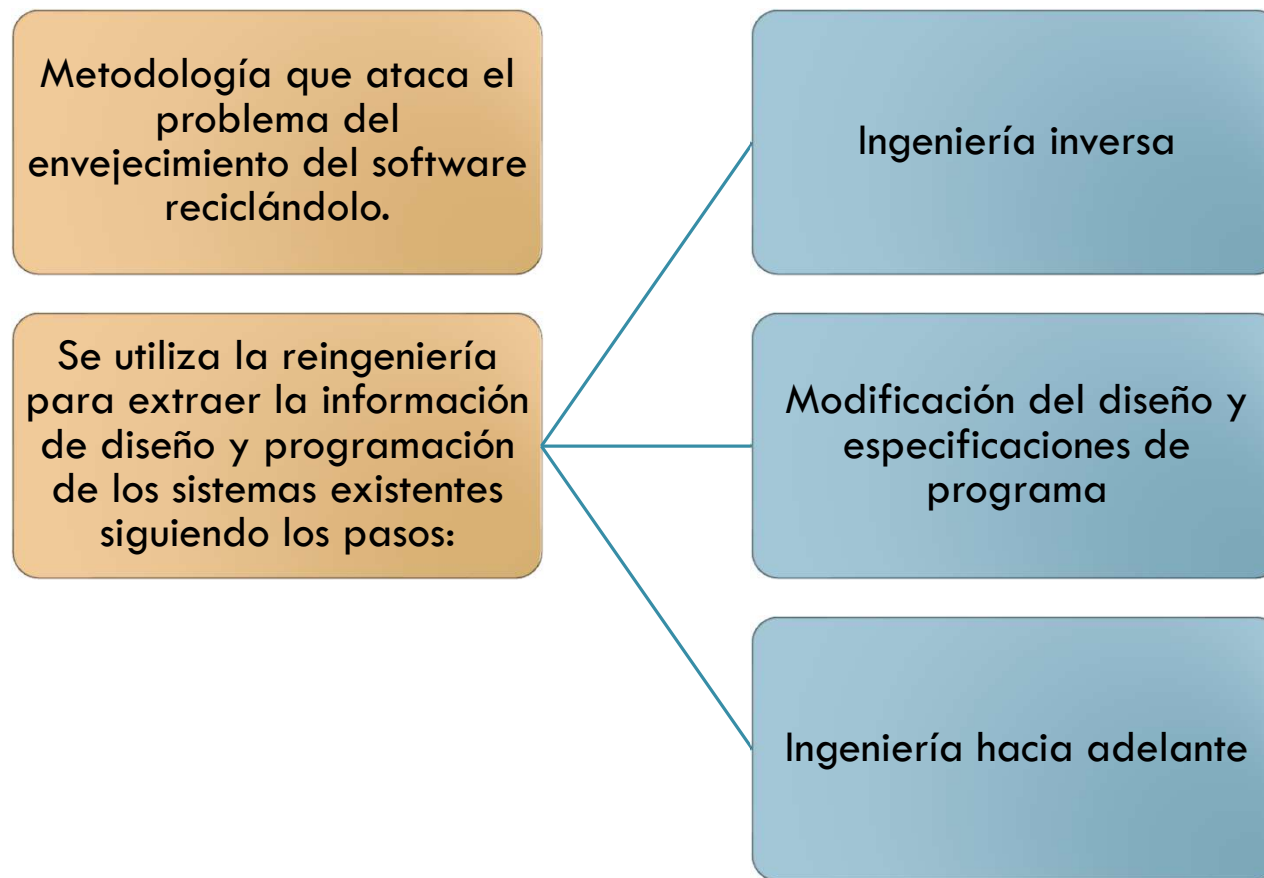 Metodología que ataca el
problema del
envejecimiento del software
reciclándolo.
Se utiliza la reingeniería
para extraer la información
de diseño y programación
de los sistemas existentes
siguiendo los pasos:
Ingeniería inversa
Modificación del diseño y
especificaciones de
programa
Ingeniería hacia adelante